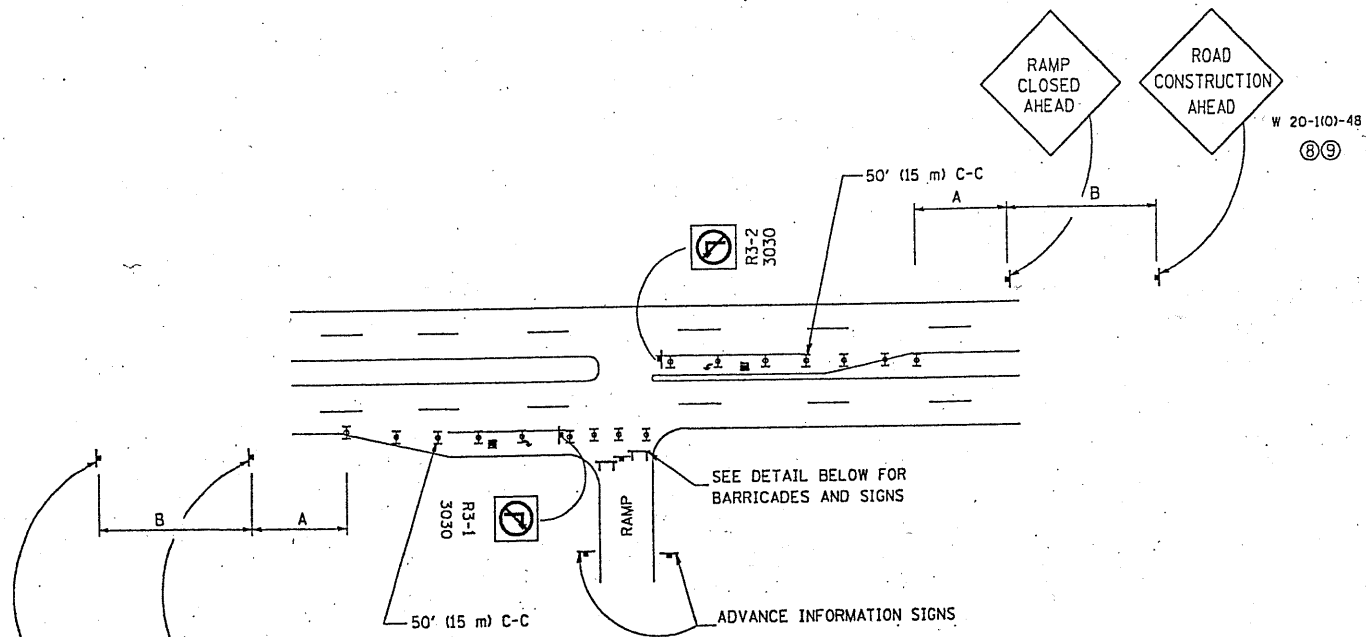 RAMP
CLOSED
AHEAD
ROAD
CONSTRUCTION
AHEAD
W 20-1(O)-48
⑧⑨
50' (15 m) C-C
A
B
R3-2
3030
SEE DETAIL BELOW FOR
BARRICADES AND SIGNS
B
A
R3-1
3030
RAMP
50' (15 m) C-C
ADVANCE INFORMATION SIGNS